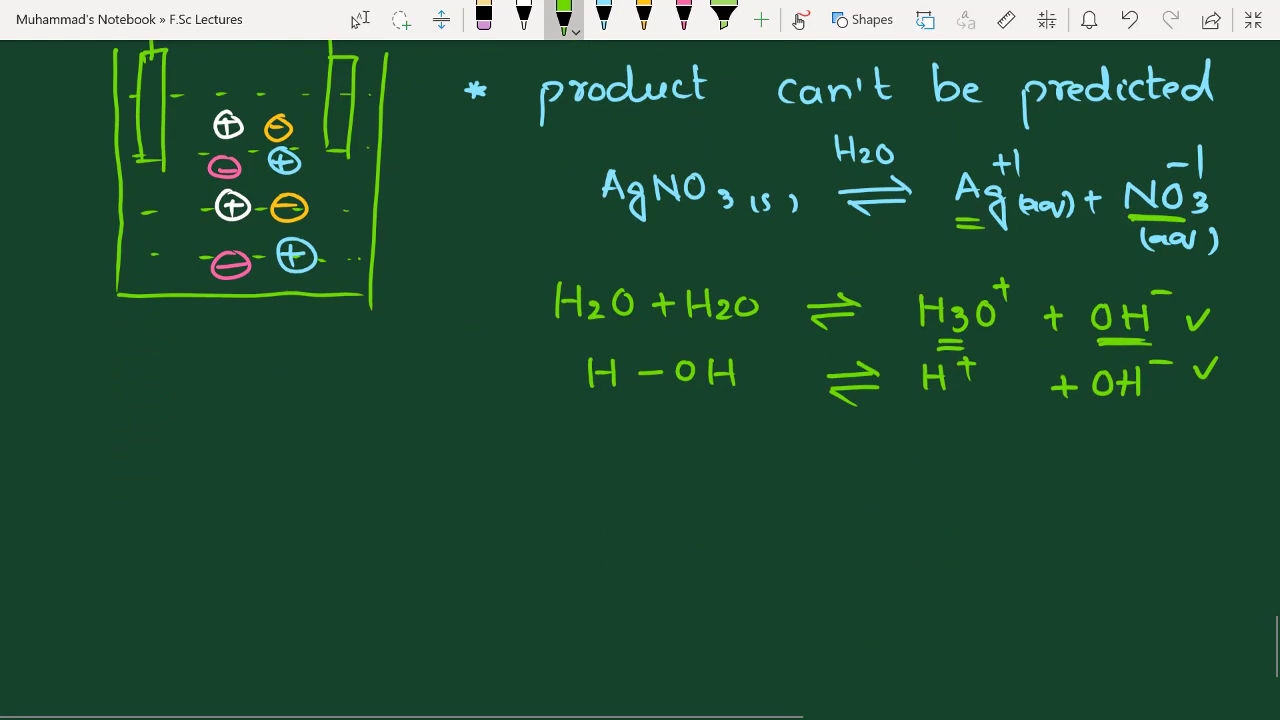 Muhammad's Notebook » F.Sc Lectures
Shapes
* product can't be predicted
AgNO3(s) ⇌ Ag+1(aq) + NO3-1(aq)
H2O
H2O + H2O ⇌ H3O+ + OH- ✓
H - OH ⇌ H+ + OH- ✓